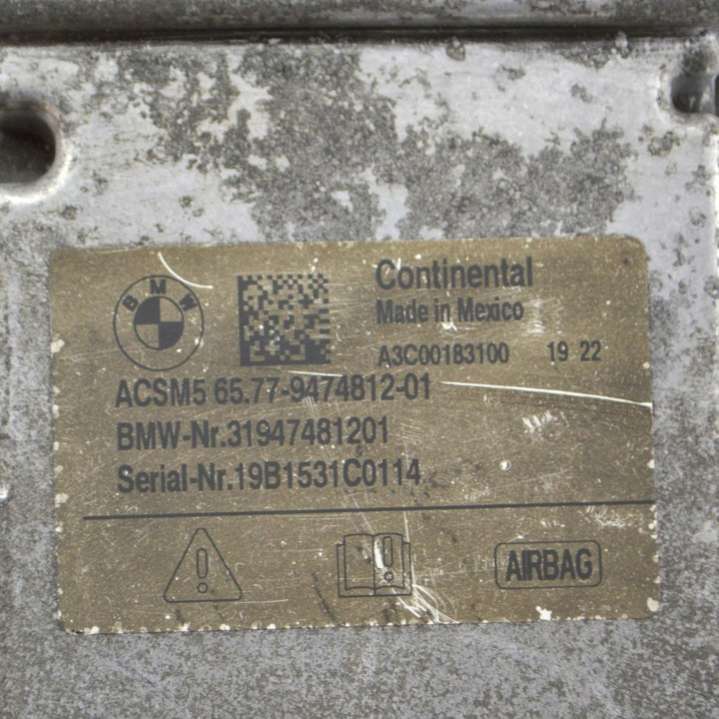 BMW
Continental
Made in Mexico
A3C00183100 19 22
ACSM5 65.77-9474812-01
BMW-Nr.31947481201
Serial-Nr.19B1531C0114
AIRBAG